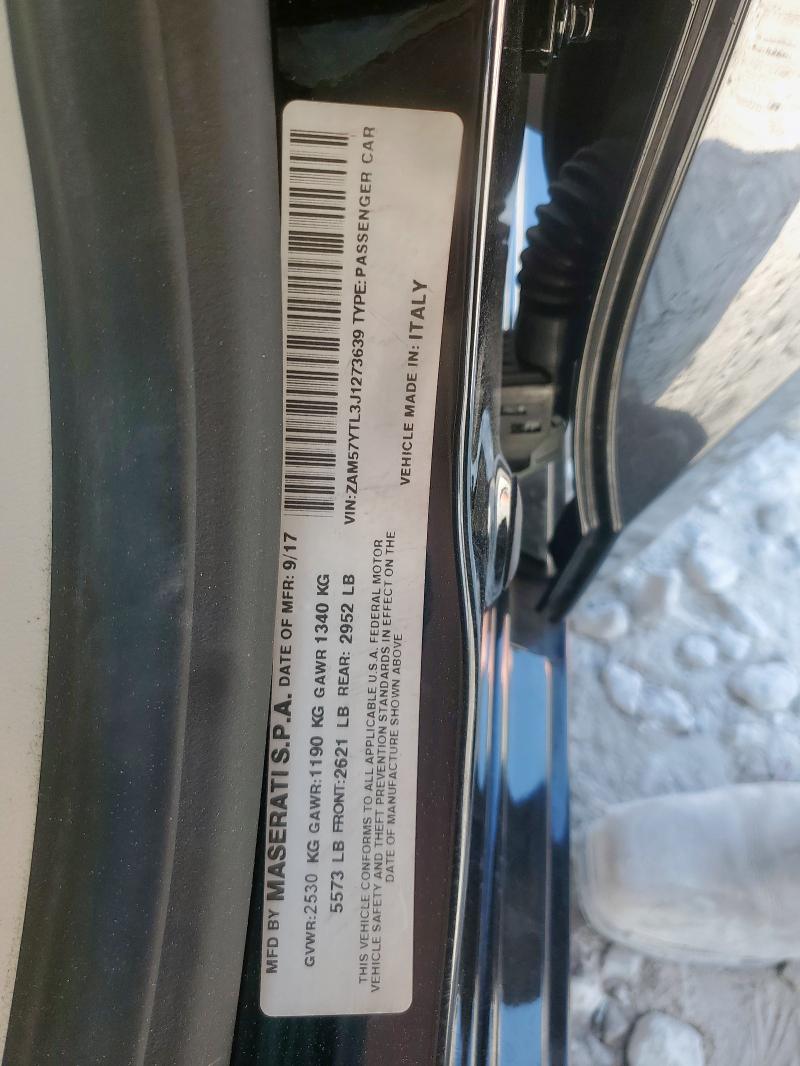 MFD BY MASERATI S.P.A. DATE OF MFR: 9/17
GVWR:2530 KG GAWR:1190 KG GAWR 1340 KG
5573 LB FRONT:2621 LB REAR: 2952 LB
VIN:ZAM57YTL3J1273639 TYPE:PASSENGER CAR
THIS VEHICLE CONFORMS TO ALL APPLICABLE U.S.A. FEDERAL MOTOR
VEHICLE SAFETY AND THEFT PREVENTION STANDARDS IN EFFECT ON THE
DATE OF MANUFACTURE SHOWN ABOVE
VEHICLE MADE IN: ITALY